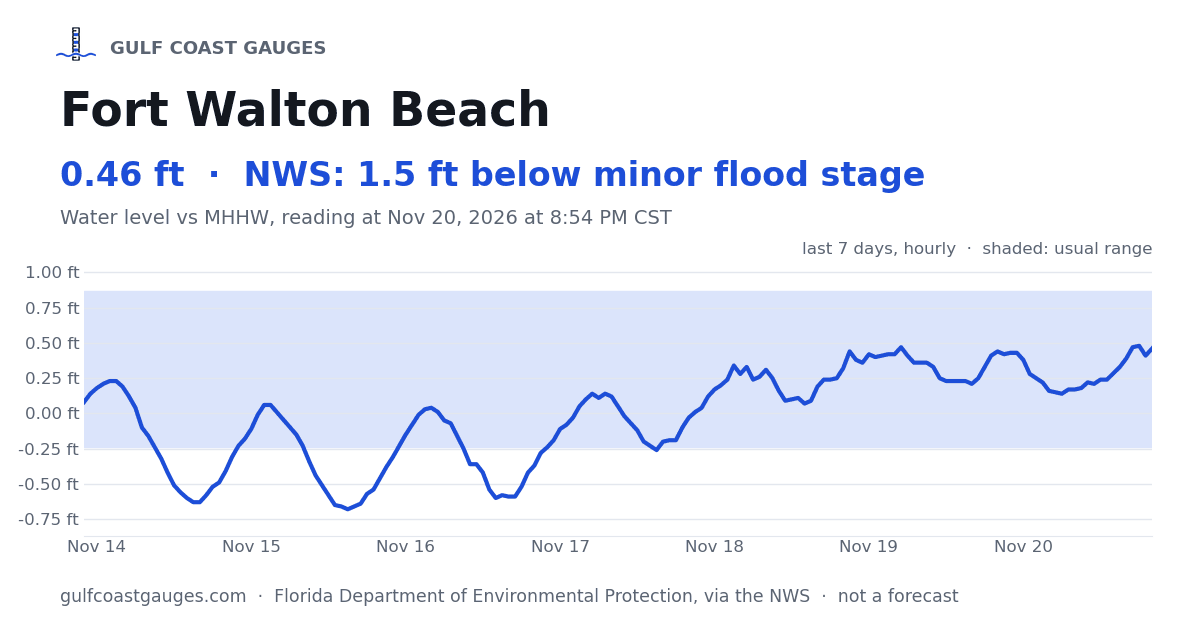 GULF COAST GAUGES
Fort Walton Beach
0.46 ft · NWS: 1.5 ft below minor flood stage
Water level vs MHHW, reading at Nov 20, 2026 at 8:54 PM CST
last 7 days, hourly · shaded: usual range
1.00 ft
0.75 ft
0.50 ft
0.25 ft
0.00 ft
-0.25 ft
-0.50 ft
-0.75 ft
Nov 14 Nov 15 Nov 16 Nov 17 Nov 18 Nov 19 Nov 20
gulfcoastgauges.com · Florida Department of Environmental Protection, via the NWS · not a forecast